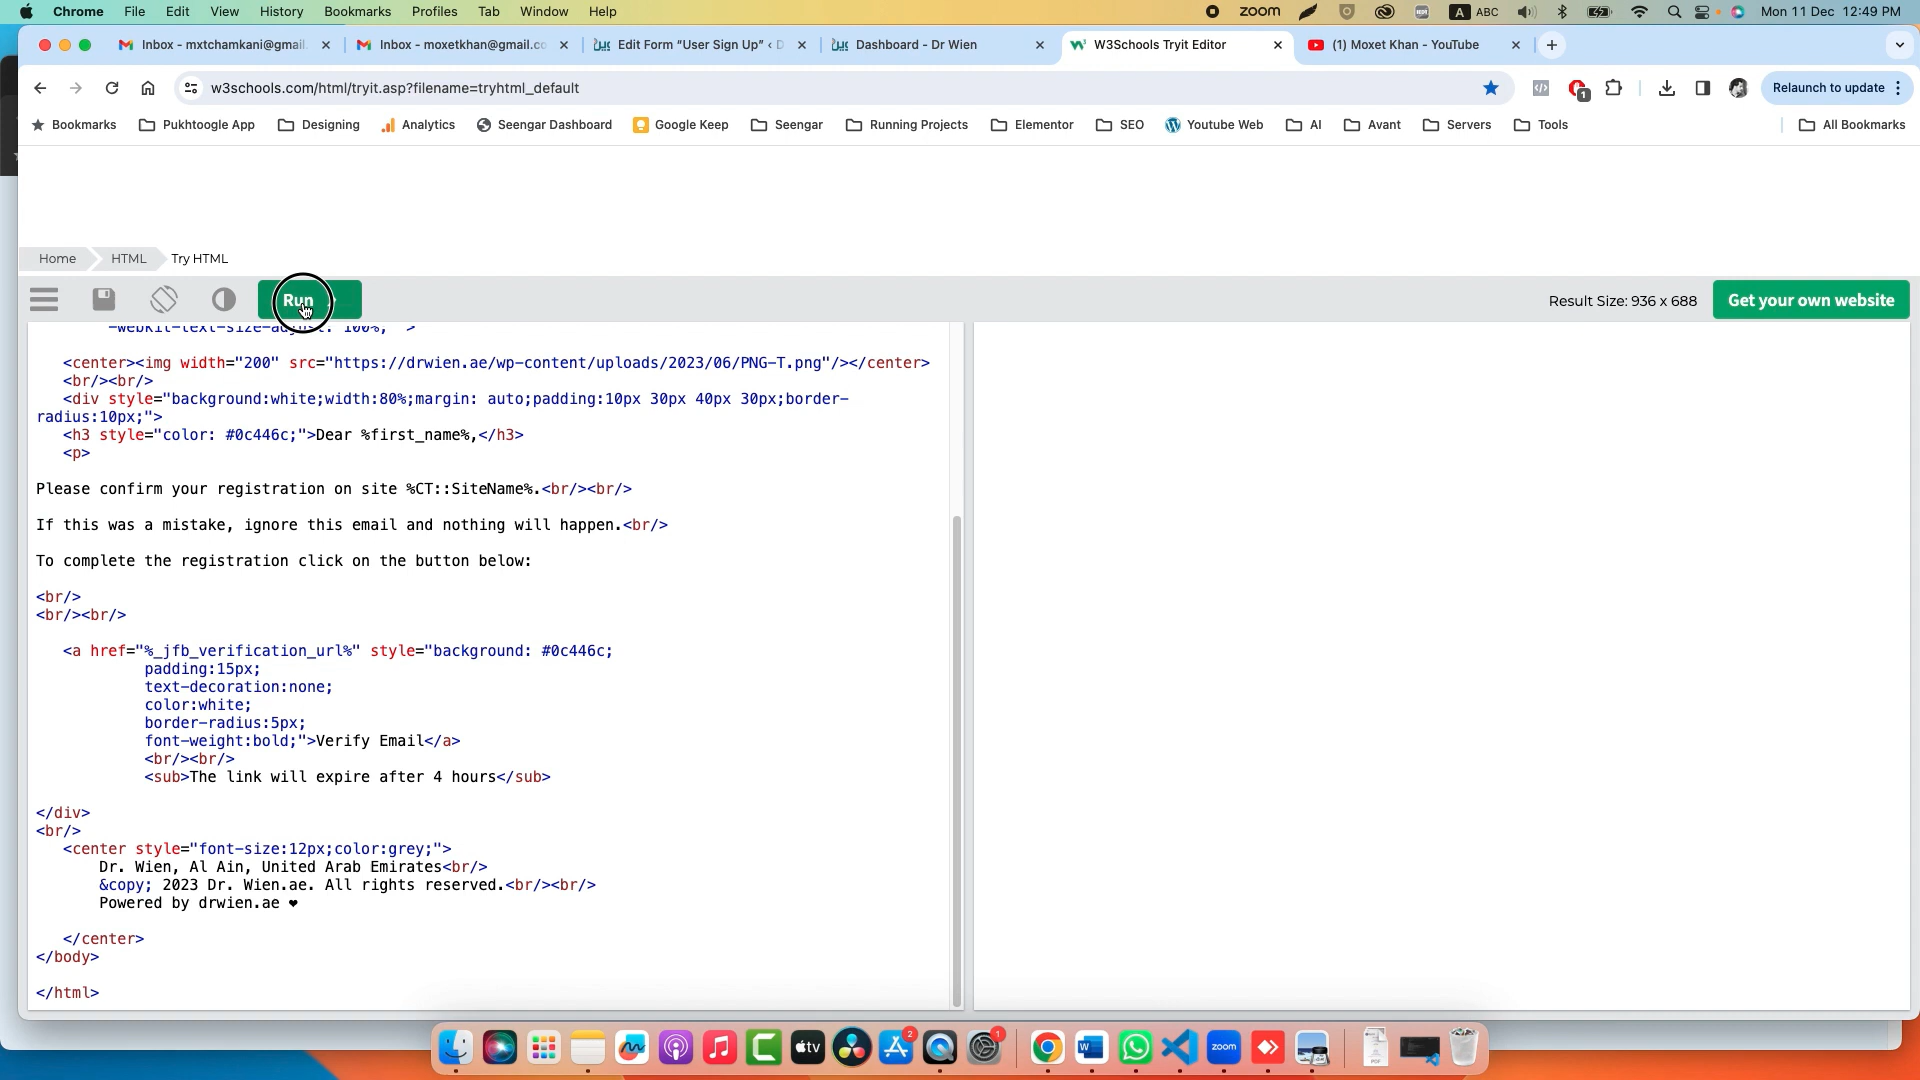 Chrome File Edit View History Bookmarks Profiles Tab Window Help
zoom A ABC Mon 11 Dec 12:49 PM
Inbox - mxtchamkani@gmail.
Inbox - moxetkhan@gmail.co
Edit Form “User Sign Up” ‹ D
Dashboard - Dr Wien
W3Schools Tryit Editor
(1) Moxet Khan - YouTube
w3schools.com/html/tryit.asp?filename=tryhtml_default
1
Relaunch to update
Bookmarks Pukhtoogle App Designing Analytics Seengar Dashboard Google Keep Seengar Running Projects Elementor SEO Youtube Web AI Avant Servers Tools All Bookmarks
Home HTML Try HTML
Run ❯
Result Size: 936 x 688
Get your own website
-webkit-text-size-adjust: 100%; ">
<center><img width="200" src="https://drwien.ae/wp-content/uploads/2023/06/PNG-T.png"/></center>
<br/><br/>
<div style="background:white;width:80%;margin: auto;padding:10px 30px 40px 30px;border-
radius:10px;">
<h3 style="color: #0c446c;">Dear %first_name%,</h3>
<p>
Please confirm your registration on site %CT::SiteName%.<br/><br/>
If this was a mistake, ignore this email and nothing will happen.<br/>
To complete the registration click on the button below:
<br/>
<br/><br/>
<a href="%_jfb_verification_url%" style="background: #0c446c;
padding:15px;
text-decoration:none;
color:white;
border-radius:5px;
font-weight:bold;">Verify Email</a>
<br/><br/>
<sub>The link will expire after 4 hours</sub>
</div>
<br/>
<center style="font-size:12px;color:grey;">
Dr. Wien, Al Ain, United Arab Emirates<br/>
&copy; 2023 Dr. Wien.ae. All rights reserved.<br/><br/>
Powered by drwien.ae ❤
</center>
</body>
</html>
tv
2
1
W
zoom
PDF